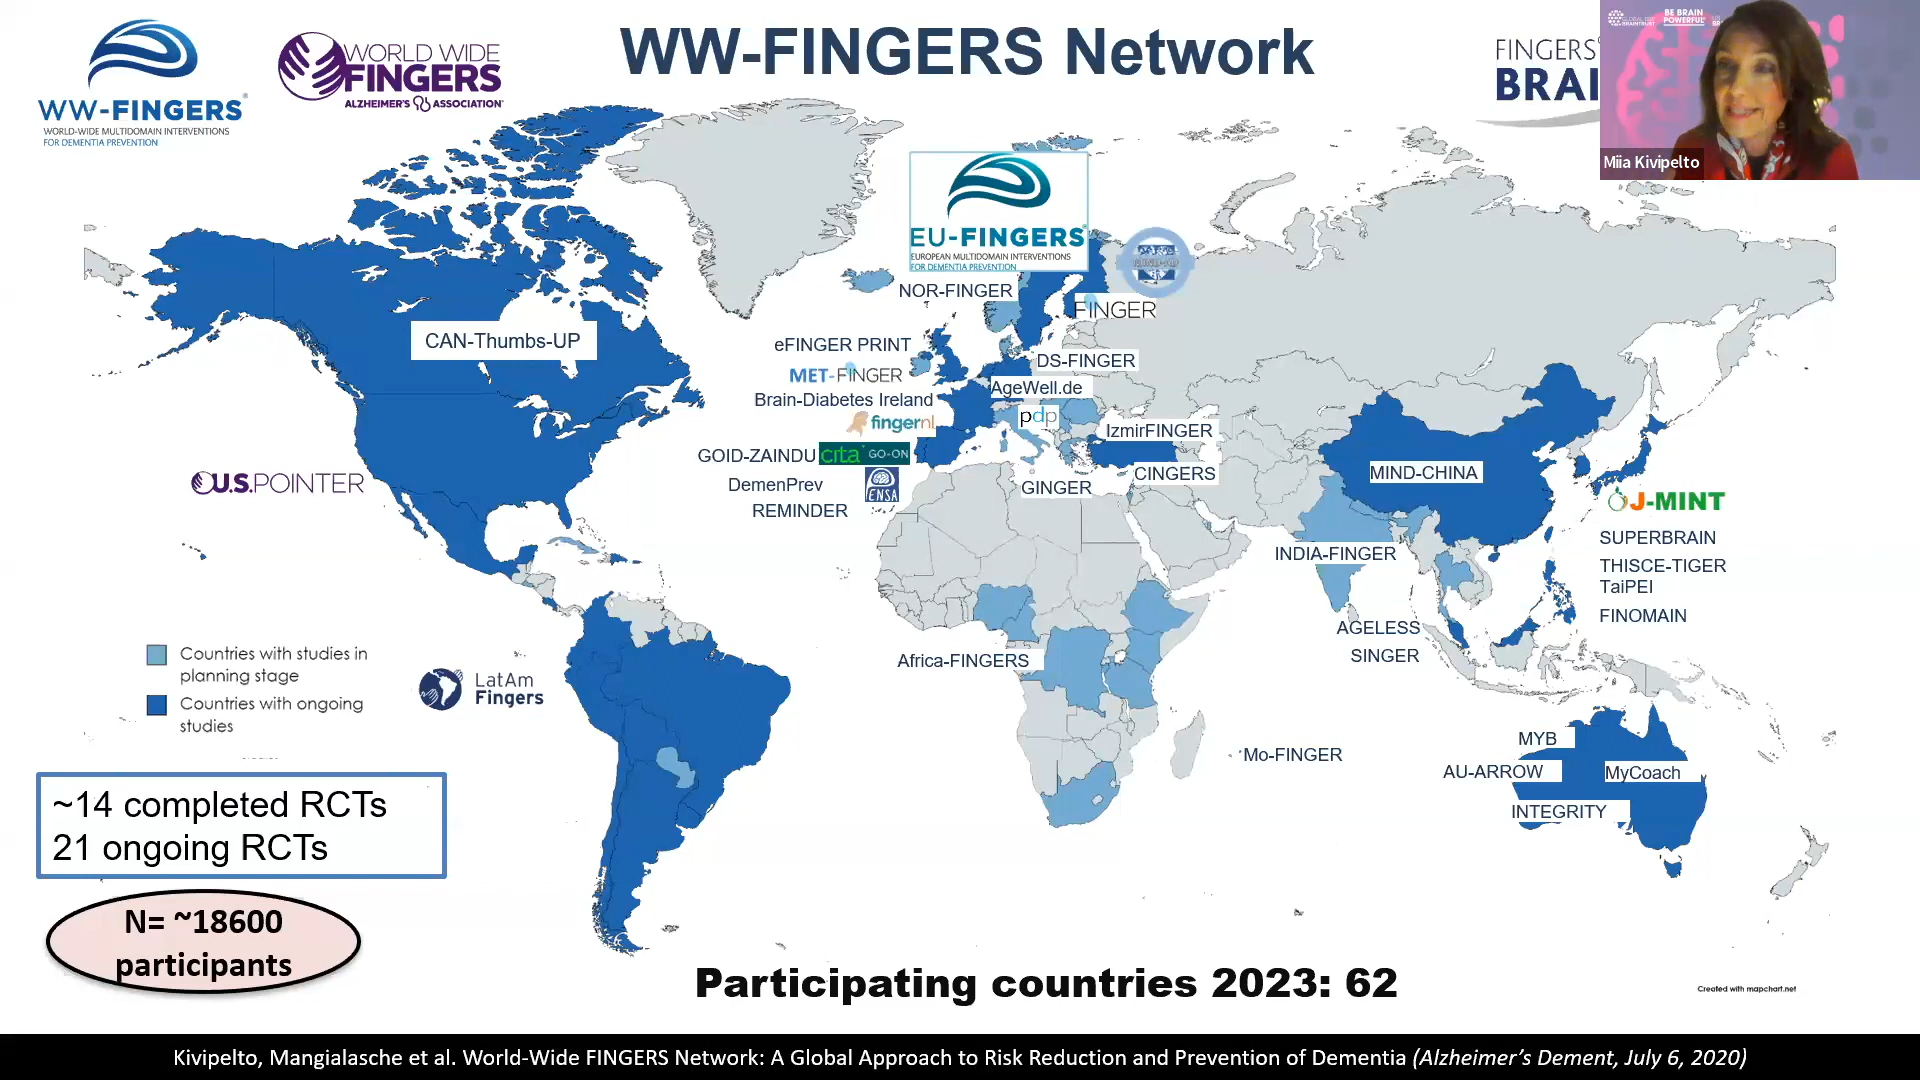 WW-FINGERS Network
WW-FINGERS®
WORLD-WIDE MULTIDOMAIN INTERVENTIONS
FOR DEMENTIA PREVENTION
WORLD WIDE
FINGERS
ALZHEIMER'S ASSOCIATION
FINGERS
BRAI
BE BRAIN
POWERFUL
Miia Kivipelto
EU-FINGERS
EUROPEAN MULTIDOMAIN INTERVENTIONS
FOR DEMENTIA PREVENTION
NOR-FINGER
FINGER
CAN-Thumbs-UP
eFINGER PRINT
DS-FINGER
MET-FINGER
AgeWell.de
Brain-Diabetes Ireland
fingernl
pdp
IzmirFINGER
GOID-ZAINDU
cita GO-ON
CINGERS
MIND-CHINA
U.S.POINTER
DemenPrev
ENSA
GINGER
REMINDER
J-MINT
SUPERBRAIN
INDIA-FINGER
THISCE-TIGER
TaiPEI
FINOMAIN
AGELESS
SINGER
Africa-FINGERS
Countries with studies in
planning stage
Countries with ongoing
studies
LatAm
Fingers
MYB
Mo-FINGER
AU-ARROW
MyCoach
INTEGRITY
~14 completed RCTs
21 ongoing RCTs
N= ~18600
participants
Participating countries 2023: 62
Created with mapchart.net
Kivipelto, Mangialasche et al. World-Wide FINGERS Network: A Global Approach to Risk Reduction and Prevention of Dementia (Alzheimer's Dement, July 6, 2020)